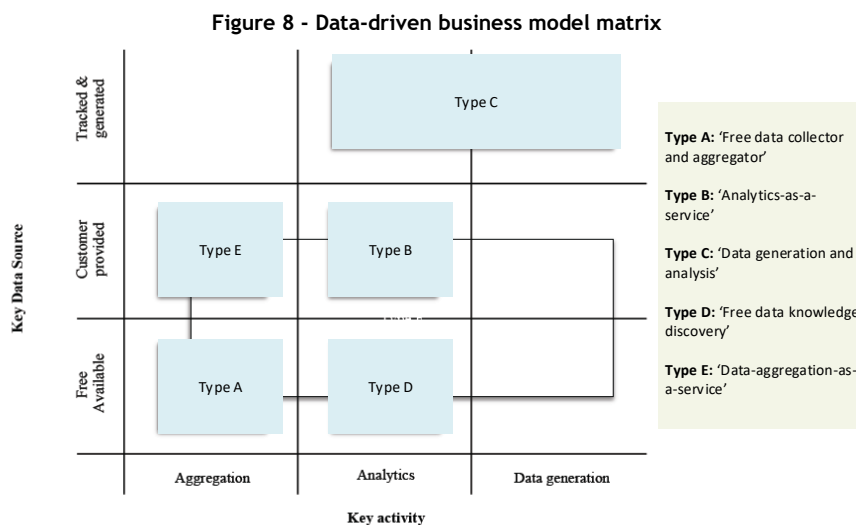 Figure 8 - Data-driven business model matrix
Key Data Source
Tracked &
generated
Customer
provided
Free
Available
Type C
Type E
Type B
Type A
Type D
Aggregation
Analytics
Data generation
Key activity
Type A: ‘Free data collector
and aggregator’
Type B: ‘Analytics-as-a-
service’
Type C: ‘Data generation and
analysis’
Type D: ‘Free data knowledge
discovery’
Type E: ‘Data-aggregation-as-
a-service’